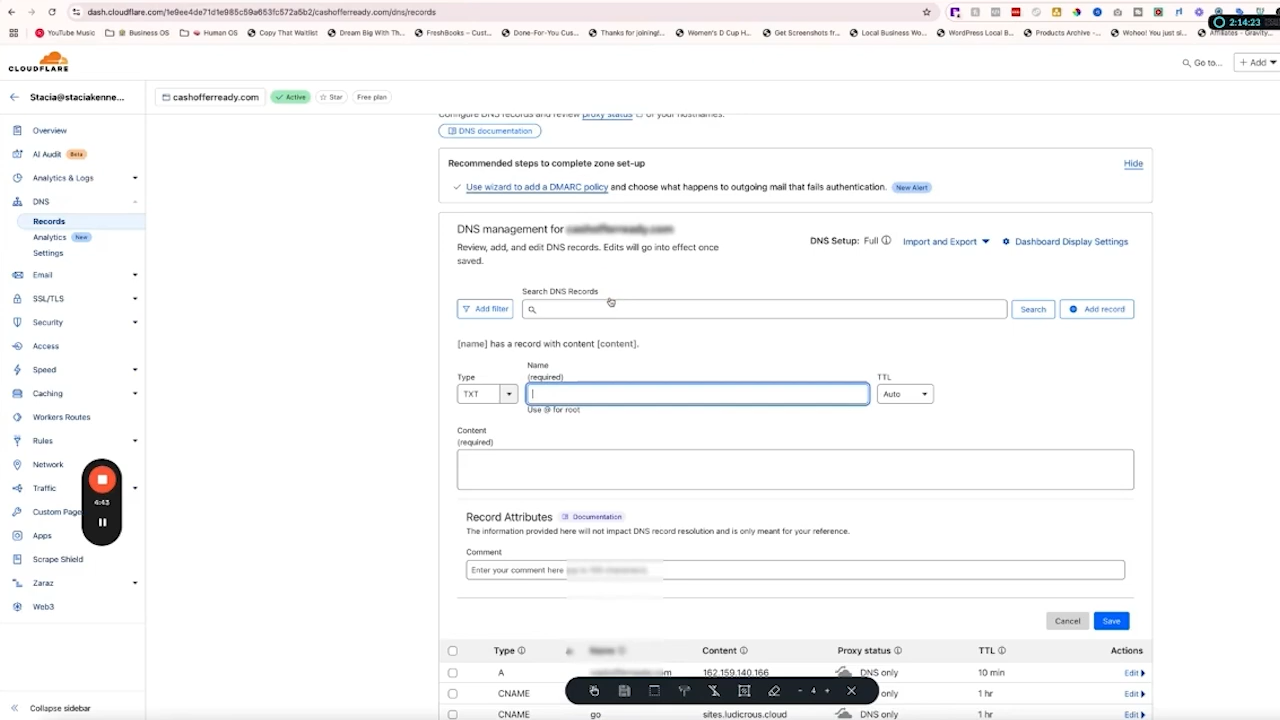 dash.cloudflare.com/1e9ee4de71d1e985c59a653fc572a5b2/cashofferready.com/dns/records
2:14:23
YouTube Music
Business OS
Human OS
Copy That Waitlist
Dream Big With Th...
FreshBooks – Cust...
Done-For-You Cus...
Thanks for joining!...
Women's D Cup H...
Get Screenshots fr...
Local Business Wo...
WordPress Local B...
Products Archive -...
Wohoo! You just si...
Affiliates - Gravity...
CLOUDFLARE
Go to...
+ Add
Stacia@staciakenne...
cashofferready.com
Active
Star
Free plan
Configure DNS records and review proxy status of your hostnames.
DNS documentation
Recommended steps to complete zone set-up
Hide
Use wizard to add a DMARC policy and choose what happens to outgoing mail that fails authentication.
New Alert
Overview
AI Audit Beta
Analytics & Logs
DNS
Records
Analytics New
Settings
Email
SSL/TLS
Security
Access
Speed
Caching
Workers Routes
Rules
Network
Traffic
Custom Page
Apps
Scrape Shield
Zaraz
Web3
Collapse sidebar
4:43
DNS management for cashofferready.com
Review, add, and edit DNS records. Edits will go into effect once
saved.
DNS Setup: Full
Import and Export
Dashboard Display Settings
Search DNS Records
Add filter
Search
Add record
[name] has a record with content [content].
Type
Name
(required)
TTL
TXT
Auto
Use @ for root
Content
(required)
Record Attributes
Documentation
The information provided here will not impact DNS record resolution and is only meant for your reference.
Comment
Enter your comment here
Cancel
Save
Type
Name
Content
Proxy status
TTL
Actions
A
162.159.140.166
DNS only
10 min
Edit
- 4 +
CNAME
DNS only
1 hr
Edit
CNAME
go
sites.ludicrous.cloud
DNS only
1 hr
Edit